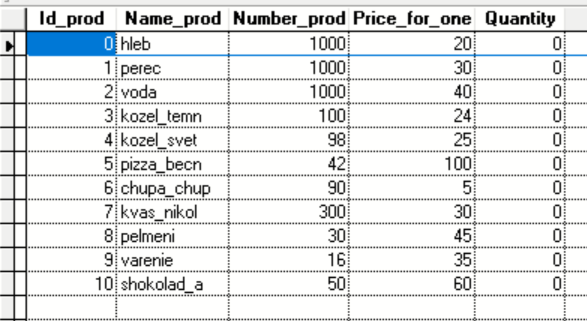 Id_prod Name_prod Number_prod Price_for_one Quantity
0 hleb 1000 20 0
1 perec 1000 30 0
2 voda 1000 40 0
3 kozel_temn 100 24 0
4 kozel_svet 98 25 0
5 pizza_becn 42 100 0
6 chupa_chup 90 5 0
7 kvas_nikol 300 30 0
8 pelmeni 30 45 0
9 varenie 16 35 0
10 shokolad_a 50 60 0